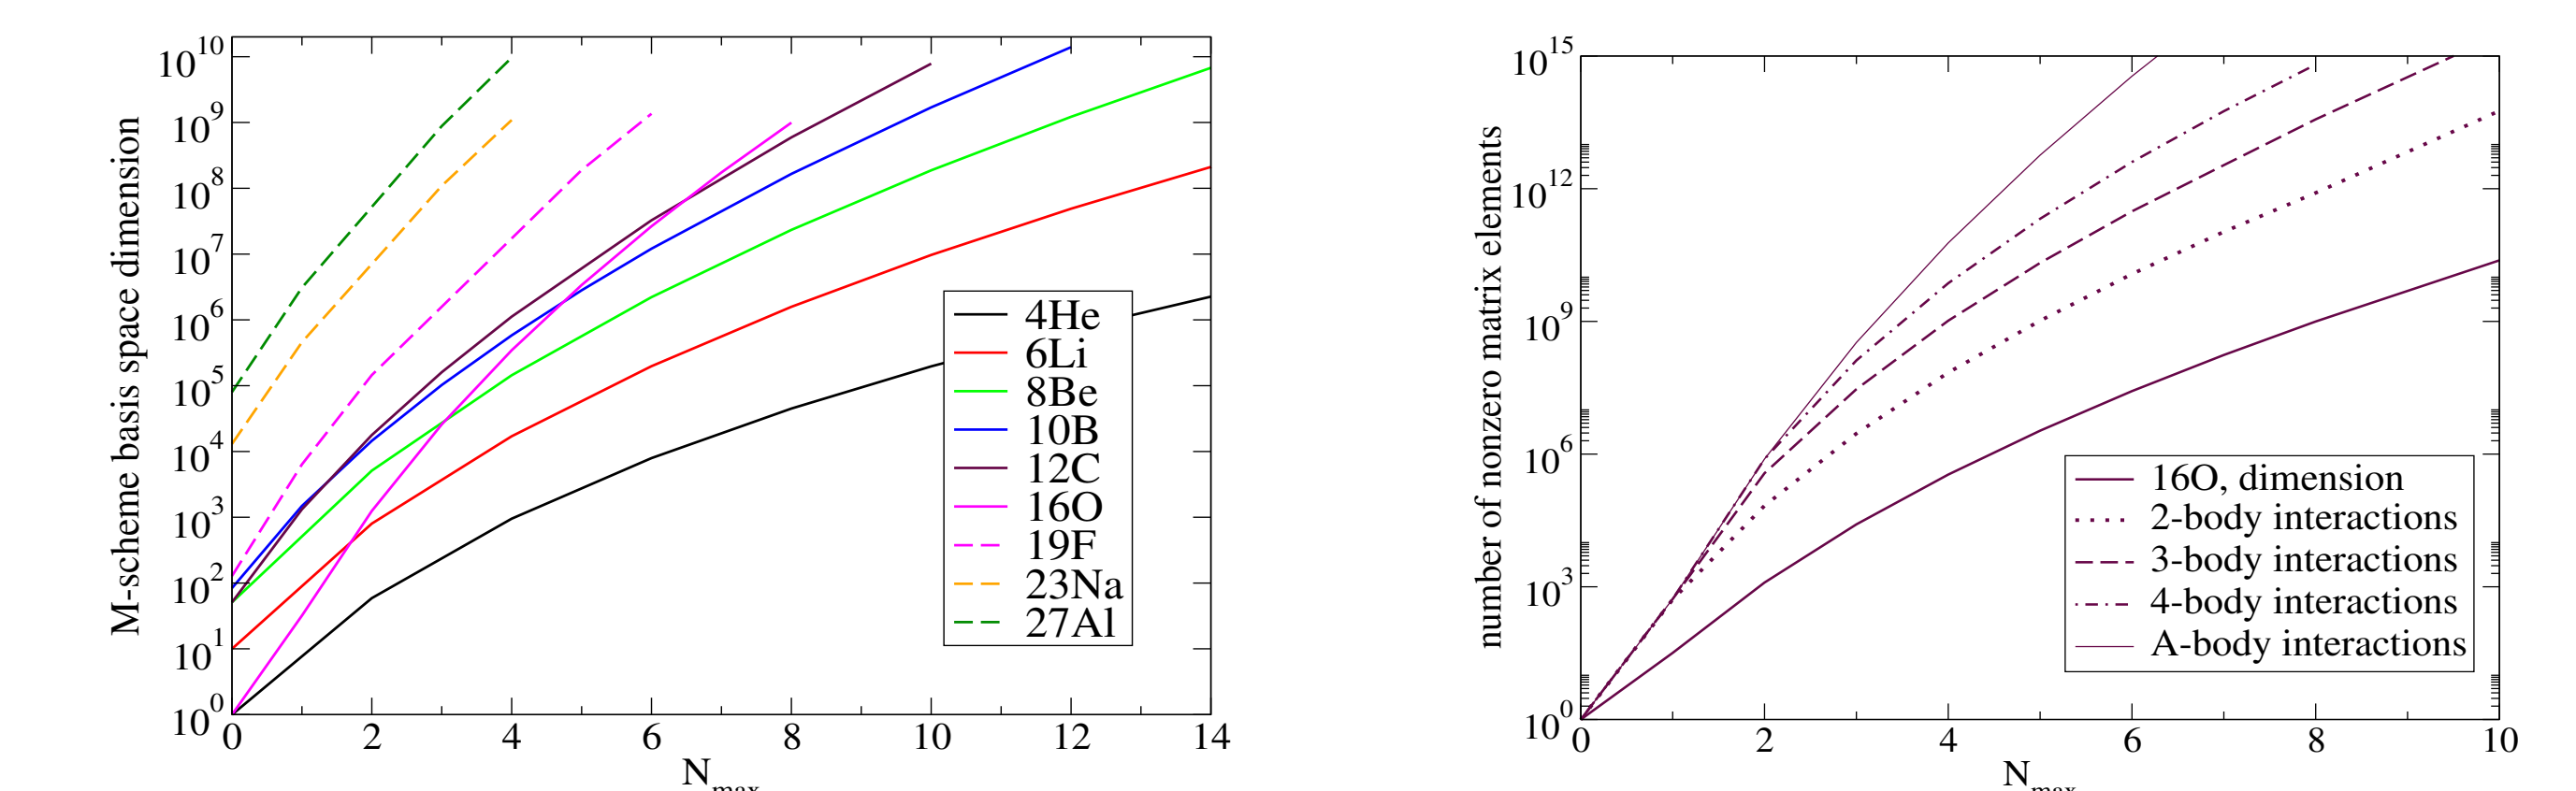 M-scheme basis space dimension
10^10
10^9
10^8
10^7
10^6
10^5
10^4
10^3
10^2
10^1
10^0
0 2 4 6 8 10 12 14
N_max
4He
6Li
8Be
10B
12C
16O
19F
23Na
27Al
number of nonzero matrix elements
10^15
10^12
10^9
10^6
10^3
10^0
0 2 4 6 8 10
N_max
16O, dimension
2-body interactions
3-body interactions
4-body interactions
A-body interactions